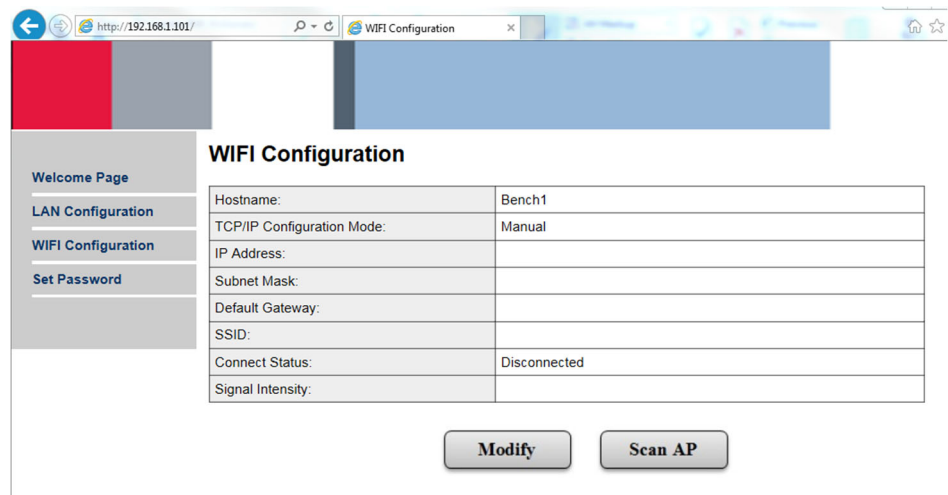 http://192.168.1.101/
WIFI Configuration
WIFI Configuration
Welcome Page
LAN Configuration
WIFI Configuration
Set Password
Hostname: Bench1
TCP/IP Configuration Mode: Manual
IP Address:
Subnet Mask:
Default Gateway:
SSID:
Connect Status: Disconnected
Signal Intensity:
Modify Scan AP